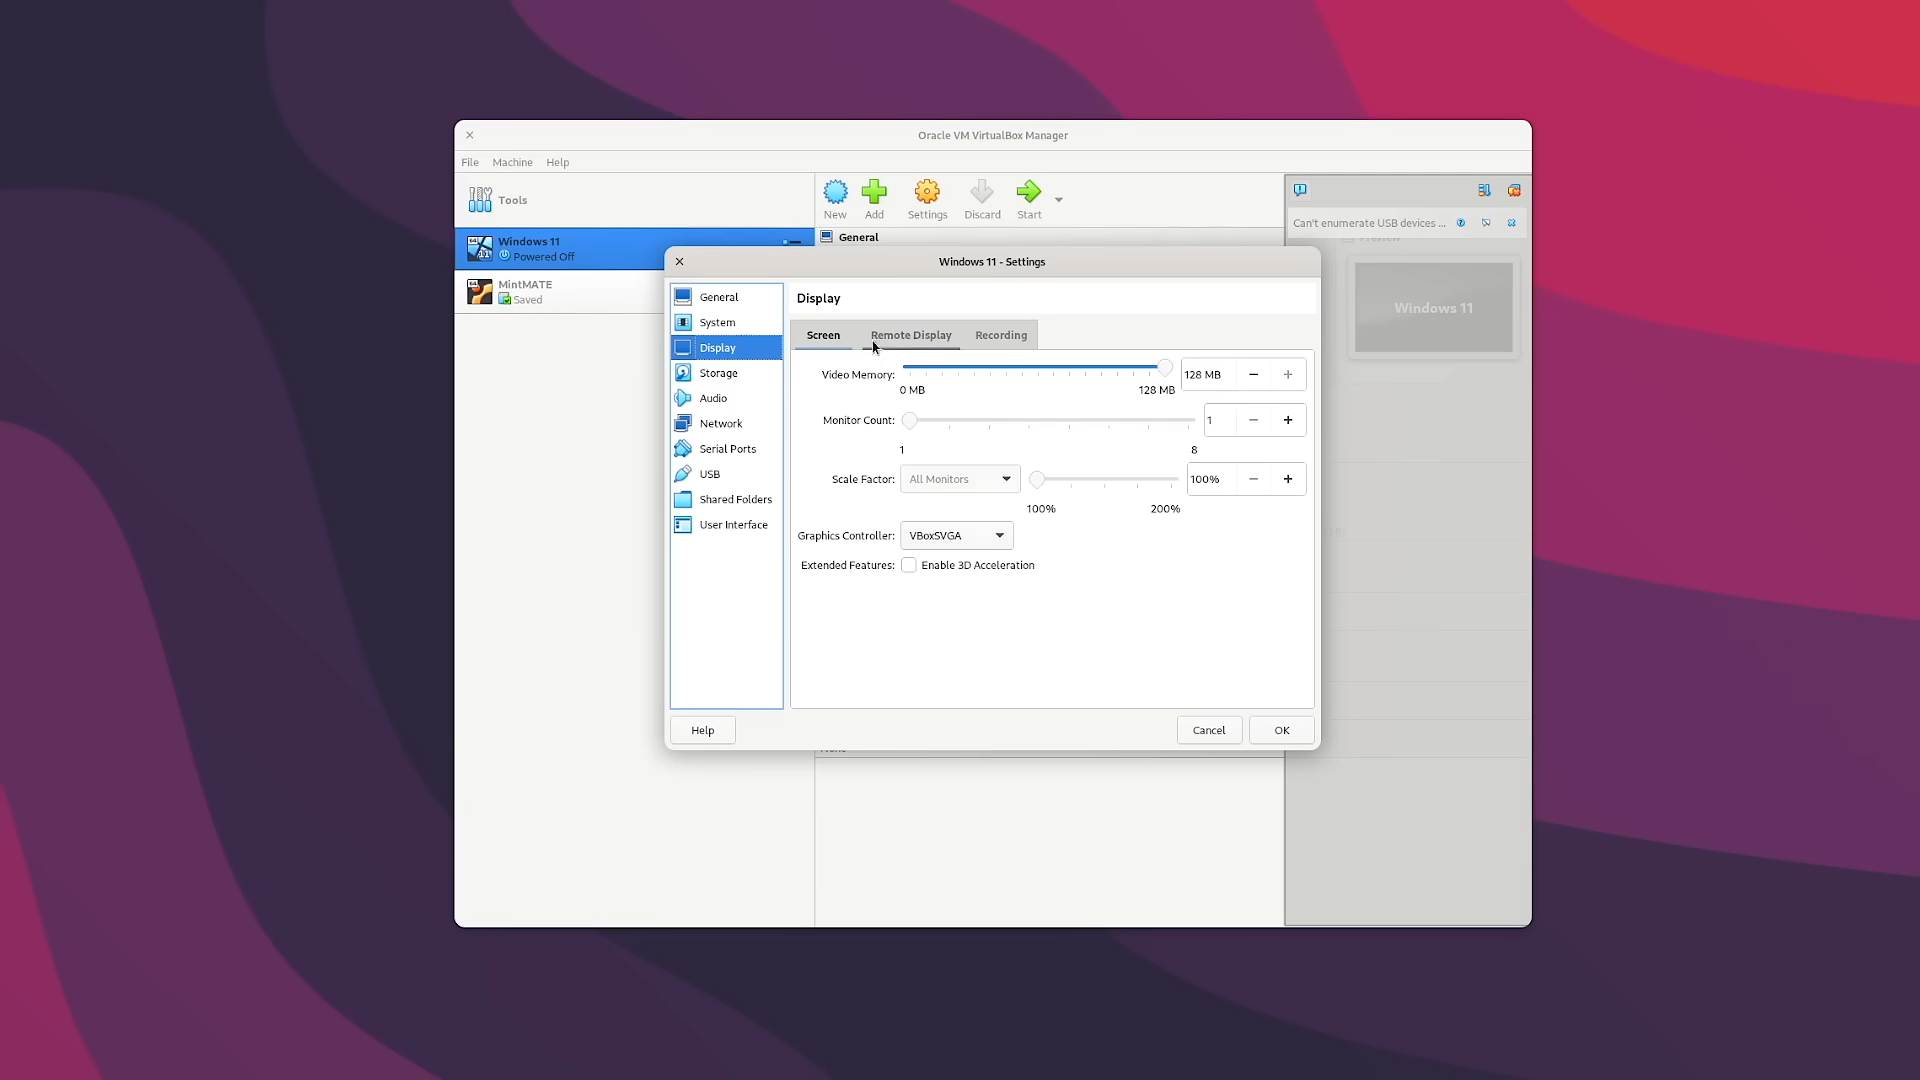 Oracle VM VirtualBox Manager
File Machine Help
Tools
New Add Settings Discard Start
Can't enumerate USB devices ...
General
Preview
Windows 11
Powered Off
MintMATE
Saved
Windows 11
Windows 11 - Settings
General
System
Display
Storage
Audio
Network
Serial Ports
USB
Shared Folders
User Interface
Display
Screen Remote Display Recording
Video Memory: 128 MB
0 MB 128 MB
Monitor Count: 1
1 8
Scale Factor: All Monitors 100%
100% 200%
Graphics Controller: VBoxSVGA
Extended Features: Enable 3D Acceleration
Help Cancel OK